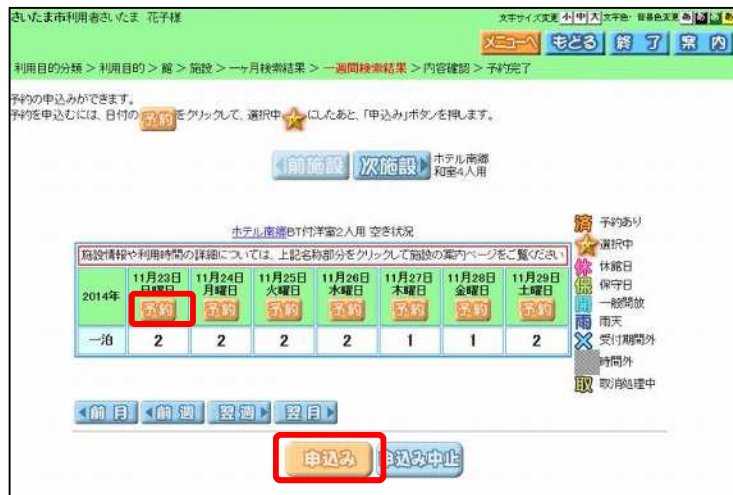 さいたま市利用者さいたま 花子様
文字サイズ変更 小 中 大 文字色・背景色変更 あ あ あ あ
メニューへ もどる 終了 案内
利用目的分類 > 利用目的 > 館 > 施設 > 一ヶ月検索結果 > 一週間検索結果 > 内容確認 > 予約完了
予約の申込みができます。
予約を申込むには、日付の 予約 をクリックして、選択中 にしたあと、「申込み」ボタンを押します。
前施設 次施設 ホテル南郷
和室4人用
ホテル南郷BT付洋室2人用 空き状況
施設情報や利用時間の詳細については、上記名称部分をクリックして施設の案内ページをご覧ください
2014年 11月23日 11月24日 11月25日 11月26日 11月27日 11月28日 11月29日
日曜日 月曜日 火曜日 水曜日 木曜日 金曜日 土曜日
予約 予約 予約 予約 予約 予約 予約
一泊 2 2 2 2 1 1 2
済 予約あり
選択中
休 休館日
保 保守日
開 一般開放
雨 雨天
受付期間外
時間外
取 取消処理中
前月 前週 翌週 翌月
申込み 申込み中止